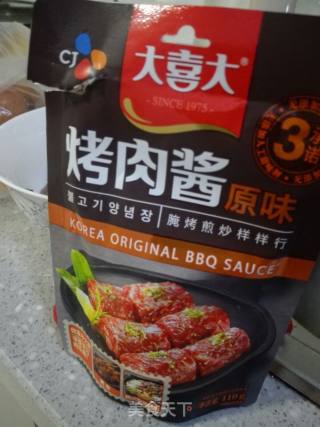 CJ
大喜大®
SINCE 1975
3
烤肉酱
原味
불고기양념장
腌烤煎炒样样行
KOREA ORIGINAL BBQ SAUCE
110
美食天下